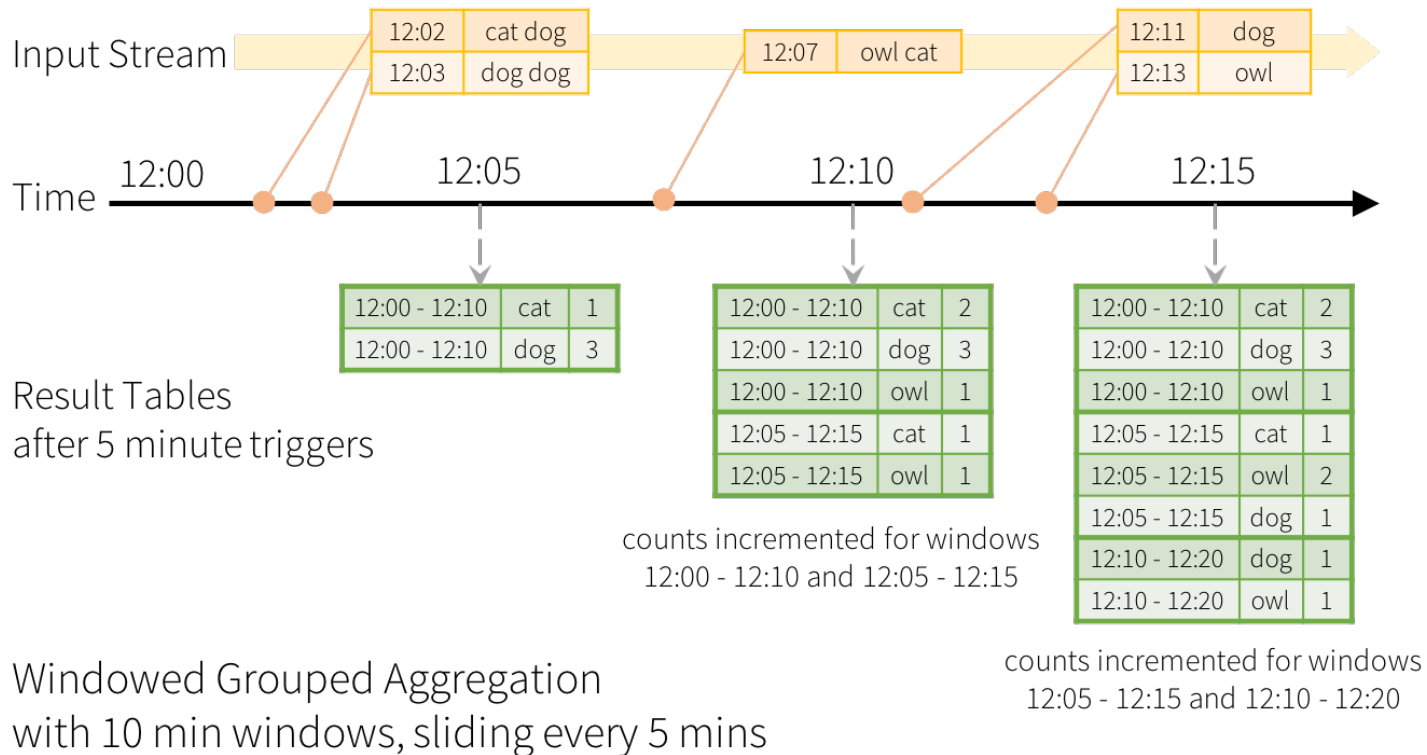 Input Stream
12:02 cat dog
12:03 dog dog
12:07 owl cat
12:11 dog
12:13 owl
Time
12:00
12:05
12:10
12:15
Result Tables
after 5 minute triggers
12:00 - 12:10 cat 1
12:00 - 12:10 dog 3
12:00 - 12:10 cat 2
12:00 - 12:10 dog 3
12:00 - 12:10 owl 1
12:05 - 12:15 cat 1
12:05 - 12:15 owl 1
counts incremented for windows
12:00 - 12:10 and 12:05 - 12:15
12:00 - 12:10 cat 2
12:00 - 12:10 dog 3
12:00 - 12:10 owl 1
12:05 - 12:15 cat 1
12:05 - 12:15 owl 2
12:05 - 12:15 dog 1
12:10 - 12:20 dog 1
12:10 - 12:20 owl 1
counts incremented for windows
12:05 - 12:15 and 12:10 - 12:20
Windowed Grouped Aggregation
with 10 min windows, sliding every 5 mins